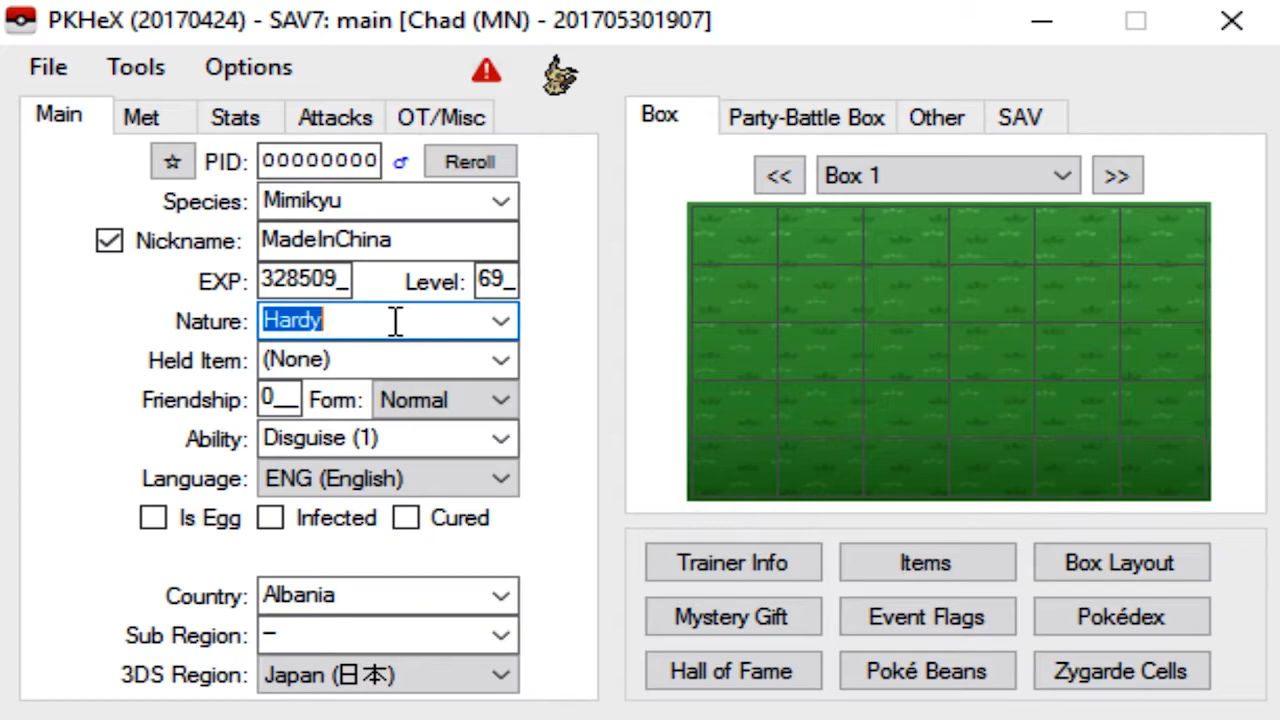 PKHeX (20170424) - SAV7: main [Chad (MN) - 201705301907]
File Tools Options
Main Met Stats Attacks OT/Misc
PID: 00000000 Reroll
Species: Mimikyu
Nickname: MadeInChina
EXP: 328509_ Level: 69_
Nature: Hardy
Held Item: (None)
Friendship: 0__ Form: Normal
Ability: Disguise (1)
Language: ENG (English)
Is Egg Infected Cured
Country: Albania
Sub Region: –
3DS Region: Japan (日本)
Box Party-Battle Box Other SAV
<< Box 1 >>
Trainer Info Items Box Layout
Mystery Gift Event Flags Pokédex
Hall of Fame Poké Beans Zygarde Cells